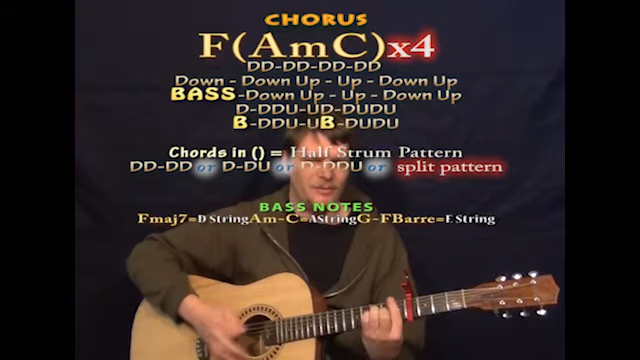 CHORUS
F(AmC)x4
DD-DD-DD-DD
Down - Down Up - Up - Down Up
BASS-Down Up - Up - Down Up
D-DDU-UD-DUDU
B-DDU-UB-DUDU
Chords in () = Half Strum Pattern
DD-DD or D-DU or D-DDU or split pattern
BASS NOTES
Fmaj7=D StringAm-C=AStringG-FBarre=E String